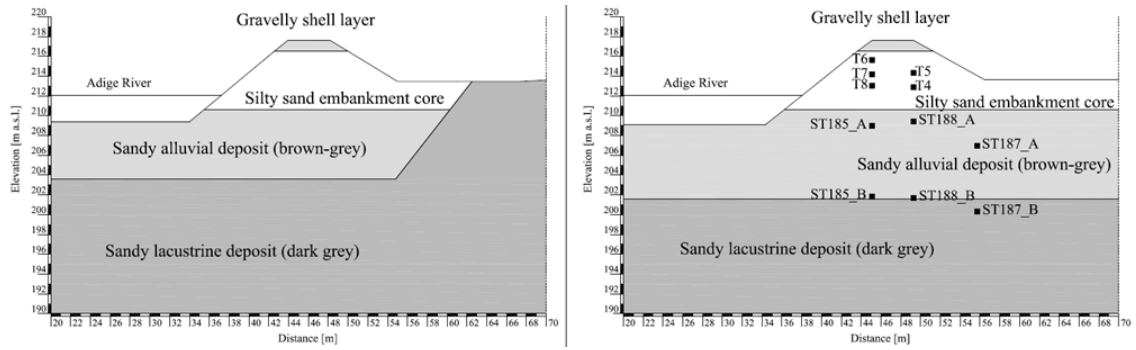 Gravelly shell layer
Adige River
Silty sand embankment core
Sandy alluvial deposit (brown-grey)
Sandy lacustrine deposit (dark grey)
Elevation [m a.s.l.]
220
218
216
214
212
210
208
206
204
202
200
198
196
194
192
190
20 22 24 26 28 30 32 34 36 38 40 42 44 46 48 50 52 54 56 58 60 62 64 66 68 70
Distance [m]
Gravelly shell layer
T6
T7 T5
T8 T4
Adige River
Silty sand embankment core
ST185_A ST188_A
ST187_A
Sandy alluvial deposit (brown-grey)
ST185_B ST188_B
ST187_B
Sandy lacustrine deposit (dark grey)
Elevation [m a.s.l.]
220
218
216
214
212
210
208
206
204
202
200
198
196
194
192
190
20 22 24 26 28 30 32 34 36 38 40 42 44 46 48 50 52 54 56 58 60 62 64 66 68 70
Distance [m]